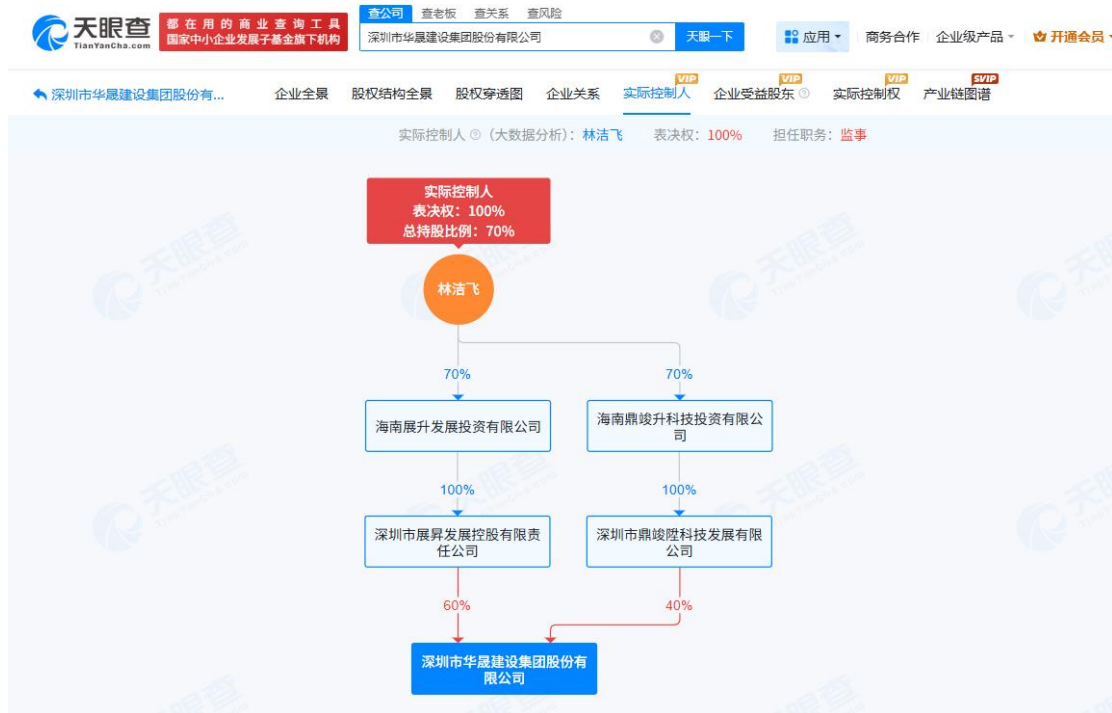 天眼查
TianYanCha.com
都在用的商业查询工具
国家中小企业发展子基金旗下机构
查公司 查老板 查关系 查风险
深圳市华晟建设集团股份有限公司
天眼一下
应用
商务合作
企业级产品
开通会员
深圳市华晟建设集团股份有...
企业全景
股权结构全景
股权穿透图
企业关系
VIP
实际控制人
VIP
企业受益股东
VIP
实际控制权
SVIP
产业链图谱
实际控制人 (大数据分析)：林洁飞 表决权：100% 担任职务：监事
实际控制人
表决权：100%
总持股比例：70%
林洁飞
70% 70%
海南展升发展投资有限公司
海南鼎竣升科技投资有限公
司
100% 100%
深圳市展昇发展控股有限责
任公司
深圳市鼎竣陞科技发展有限
公司
60% 40%
深圳市华晟建设集团股份有
限公司